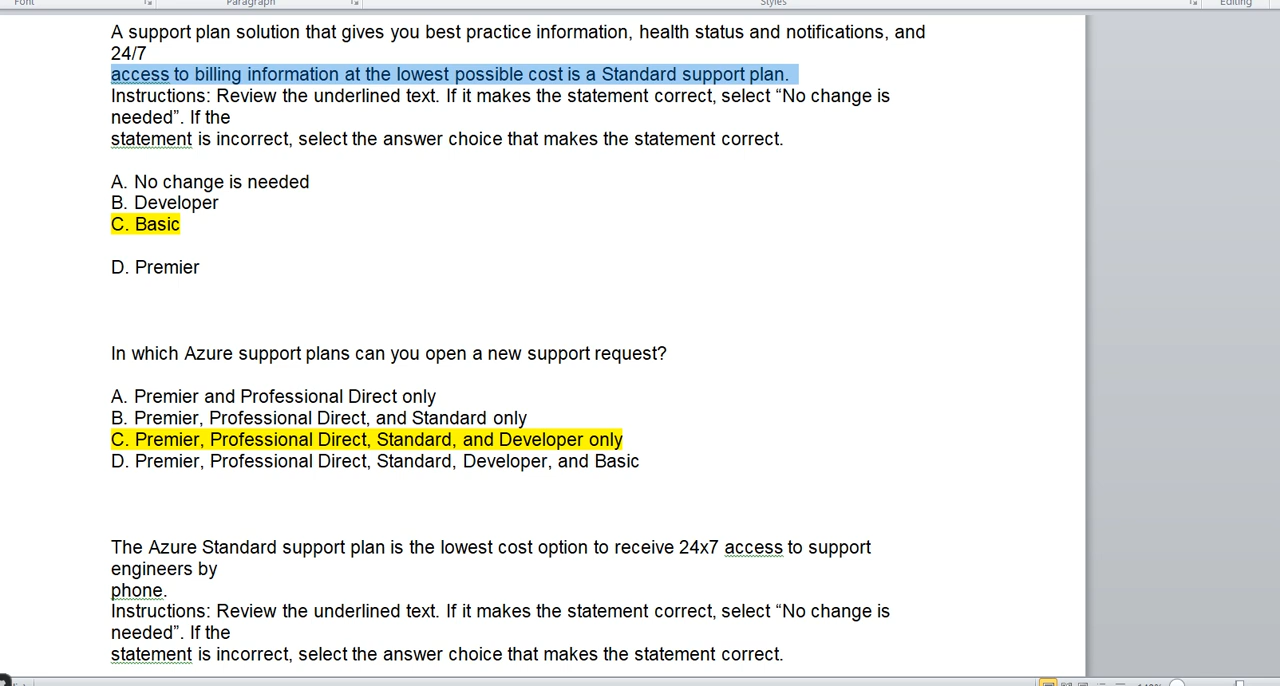 Font Paragraph Styles Editing
A support plan solution that gives you best practice information, health status and notifications, and
24/7
access to billing information at the lowest possible cost is a Standard support plan.
Instructions: Review the underlined text. If it makes the statement correct, select “No change is
needed”. If the
statement is incorrect, select the answer choice that makes the statement correct.
A. No change is needed
B. Developer
C. Basic
D. Premier
In which Azure support plans can you open a new support request?
A. Premier and Professional Direct only
B. Premier, Professional Direct, and Standard only
C. Premier, Professional Direct, Standard, and Developer only
D. Premier, Professional Direct, Standard, Developer, and Basic
The Azure Standard support plan is the lowest cost option to receive 24x7 access to support
engineers by
phone.
Instructions: Review the underlined text. If it makes the statement correct, select “No change is
needed”. If the
statement is incorrect, select the answer choice that makes the statement correct.